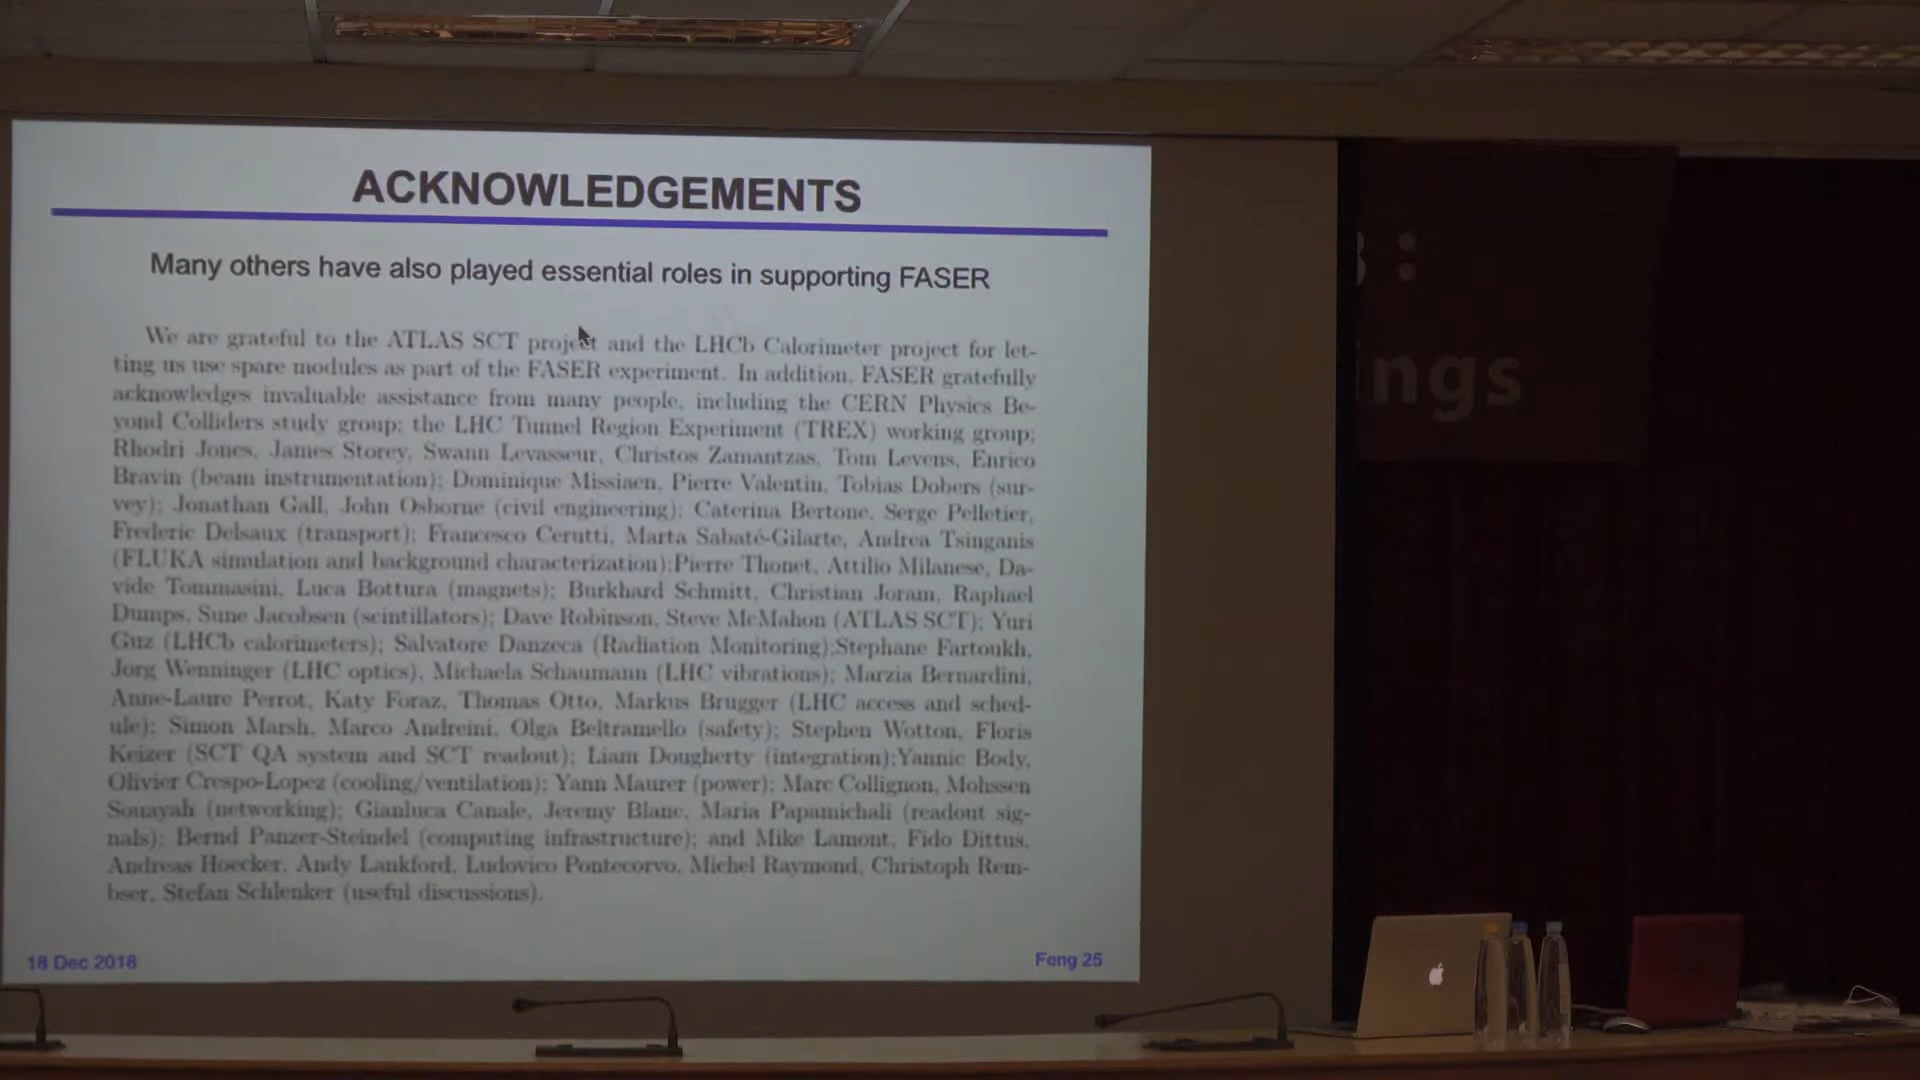 ACKNOWLEDGEMENTS
Many others have also played essential roles in supporting FASER
We are grateful to the ATLAS SCT project and the LHCb Calorimeter project for let-
ting us use spare modules as part of the FASER experiment. In addition, FASER gratefully
acknowledges invaluable assistance from many people, including the CERN Physics Be-
yond Colliders study group; the LHC Tunnel Region Experiment (TREX) working group;
Rhodri Jones, James Storey, Swann Levasseur, Christos Zamantzas, Tom Levens, Enrico
Bravin (beam instrumentation); Dominique Missiaen, Pierre Valentin, Tobias Dobers (sur-
vey); Jonathan Gall, John Osborne (civil engineering); Caterina Bertone, Serge Pelletier,
Frederic Delsaux (transport); Francesco Cerutti, Marta Sabaté-Gilarte, Andrea Tsinganis
(FLUKA simulation and background characterization);Pierre Thonet, Attilio Milanese, Da-
vide Tommasini, Luca Bottura (magnets); Burkhard Schmitt, Christian Joram, Raphael
Dumps, Sune Jacobsen (scintillators); Dave Robinson, Steve McMahon (ATLAS SCT); Yuri
Guz (LHCb calorimeters); Salvatore Danzeca (Radiation Monitoring);Stephane Fartoukh,
Jorg Wenninger (LHC optics), Michaela Schaumann (LHC vibrations); Marzia Bernardini,
Anne-Laure Perrot, Katy Foraz, Thomas Otto, Markus Brugger (LHC access and sched-
ule); Simon Marsh, Marco Andreini, Olga Beltramello (safety); Stephen Wotton, Floris
Keizer (SCT QA system and SCT readout); Liam Dougherty (integration);Yannic Body,
Olivier Crespo-Lopez (cooling/ventilation); Yann Maurer (power); Marc Collignon, Mohssen
Souayah (networking); Gianluca Canale, Jeremy Blanc, Maria Papamichali (readout sig-
nals); Bernd Panzer-Steindel (computing infrastructure); and Mike Lamont, Fido Dittus,
Andreas Hoecker, Andy Lankford, Ludovico Pontecorvo, Michel Raymond, Christoph Rem-
bser, Stefan Schlenker (useful discussions).
18 Dec 2018
Feng 25
:
ngs